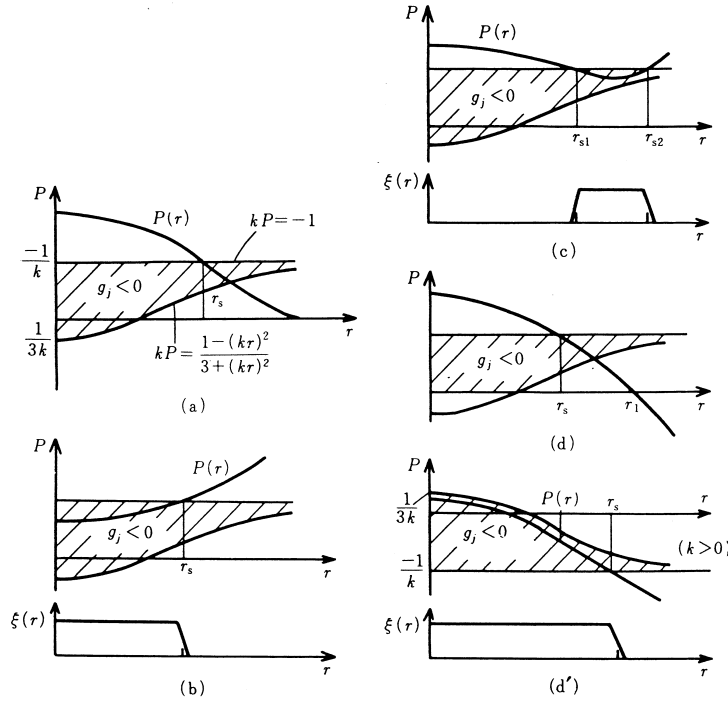 P
P(r)
kP=−1
−1/k
g_j<0
r_s
1/3k
kP=1−(kr)²/3+(kr)²
r
(a)
P
P(r)
g_j<0
r_s
r
ξ(r)
r
(b)
P
P(r)
g_j<0
r_s1
r_s2
r
ξ(r)
r
(c)
P
g_j<0
r_s
r_1
r
(d)
P
P(r)
r_s
1/3k
r
g_j<0
(k>0)
−1/k
ξ(r)
r
(d′)